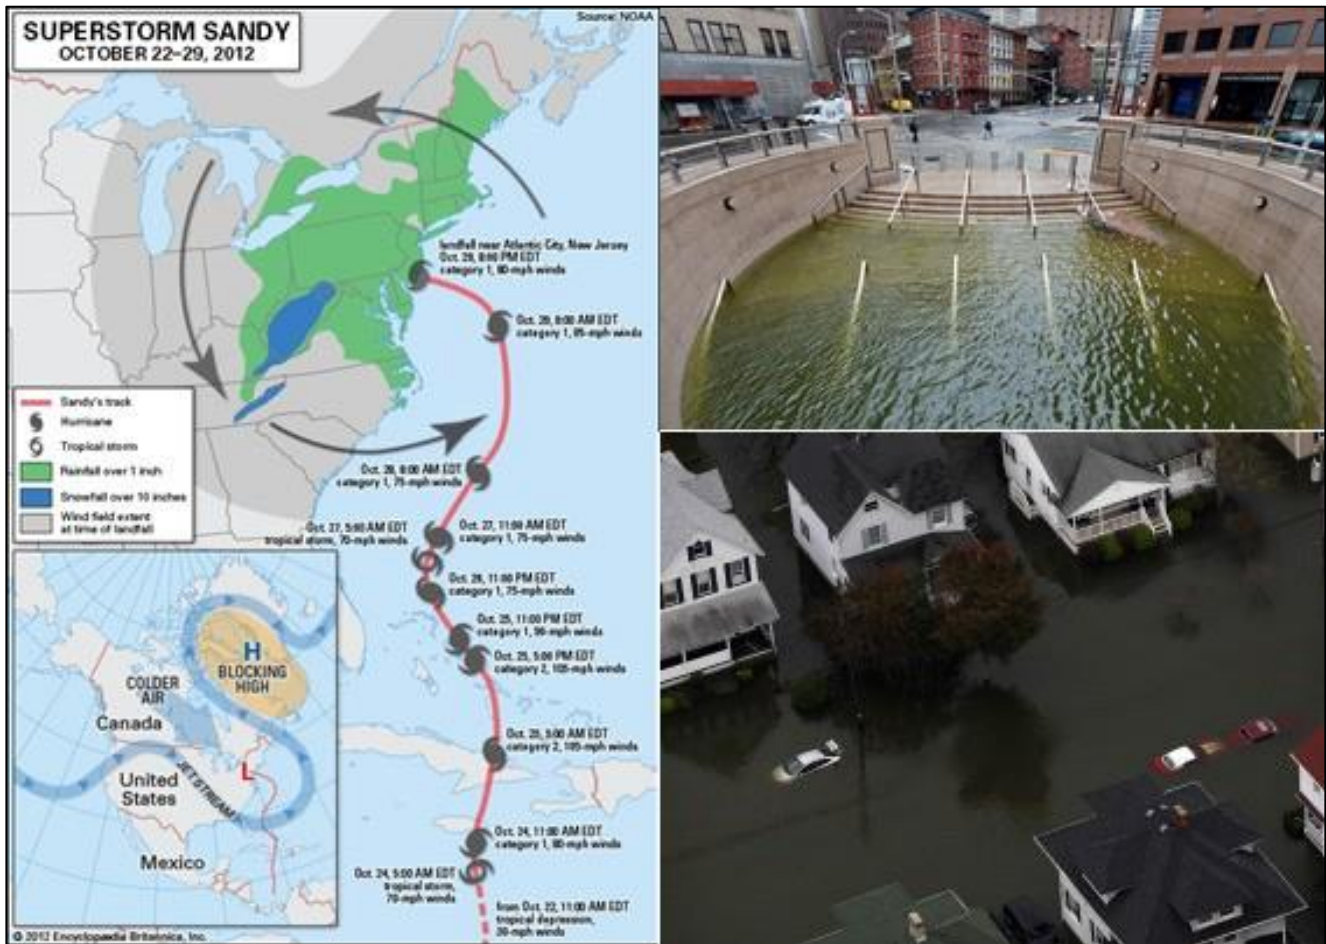 SUPERSTORM SANDY
OCTOBER 22–29, 2012
Source: NOAA
landfall near Atlantic City, New Jersey
Oct. 29, 8:00 PM EDT
category 1, 80-mph winds
Oct. 29, 8:00 AM EDT
category 1, 85-mph winds
Sandy's track
Hurricane
Tropical storm
Rainfall over 1 inch
Snowfall over 10 inches
Wind field extent
at time of landfall
Oct. 28, 8:00 AM EDT
category 1, 75-mph winds
Oct. 27, 5:00 AM EDT
tropical storm, 70-mph winds
Oct. 27, 11:00 AM EDT
category 1, 75-mph winds
Oct. 26, 11:00 PM EDT
category 1, 75-mph winds
Oct. 25, 11:00 PM EDT
category 1, 90-mph winds
Oct. 25, 5:00 PM EDT
category 2, 105-mph winds
Oct. 25, 5:00 AM EDT
category 2, 105-mph winds
Oct. 24, 11:00 AM EDT
category 1, 80-mph winds
Oct. 24, 5:00 AM EDT
tropical storm,
70-mph winds
from Oct. 22, 11:00 AM EDT
tropical depression,
30-mph winds
H
BLOCKING
HIGH
COLDER
AIR
Canada
L
JET STREAM
United
States
Mexico
© 2012 Encyclopædia Britannica, Inc.